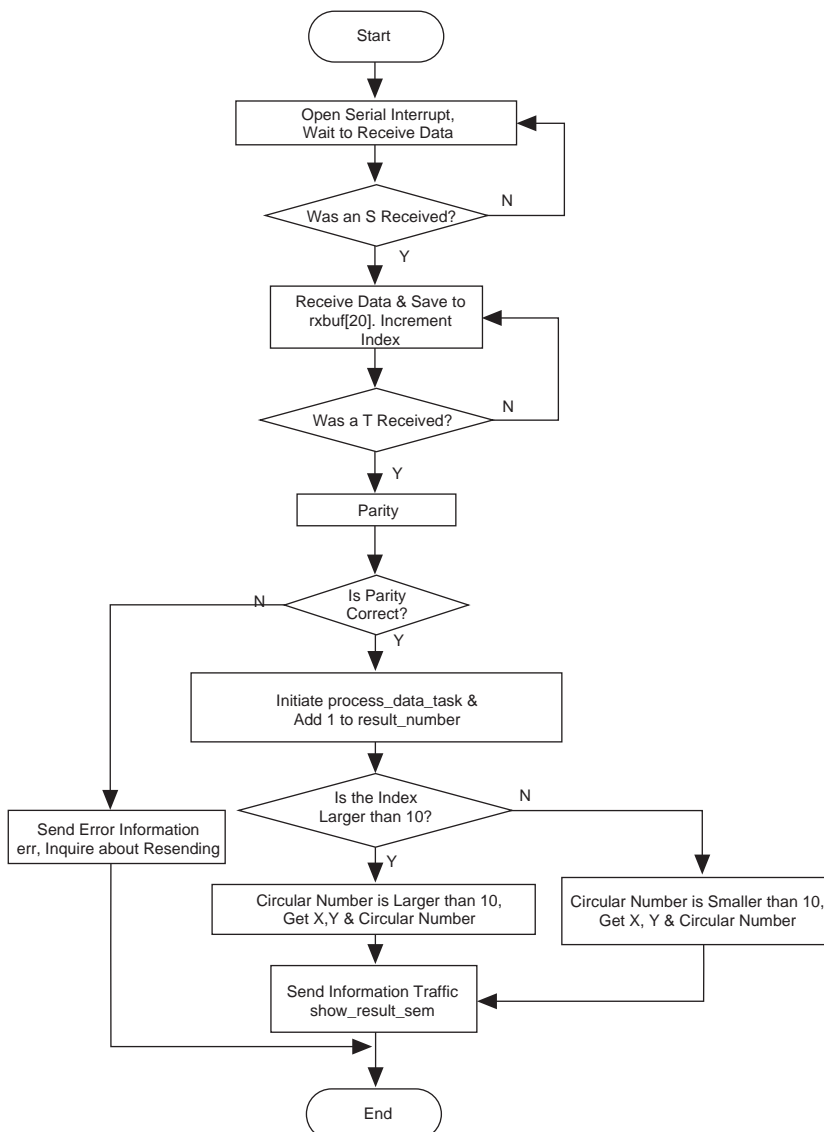 Start
Open Serial Interrupt,
Wait to Receive Data
N
Was an S Received?
Y
Receive Data & Save to
rxbuf[20]. Increment
Index
N
Was a T Received?
Y
Parity
N
Is Parity
Correct?
Y
Initiate process_data_task &
Add 1 to result_number
Is the Index
Larger than 10?
N
Y
Send Error Information
err, Inquire about Resending
Circular Number is Larger than 10,
Get X,Y & Circular Number
Circular Number is Smaller than 10,
Get X, Y & Circular Number
Send Information Traffic
show_result_sem
End